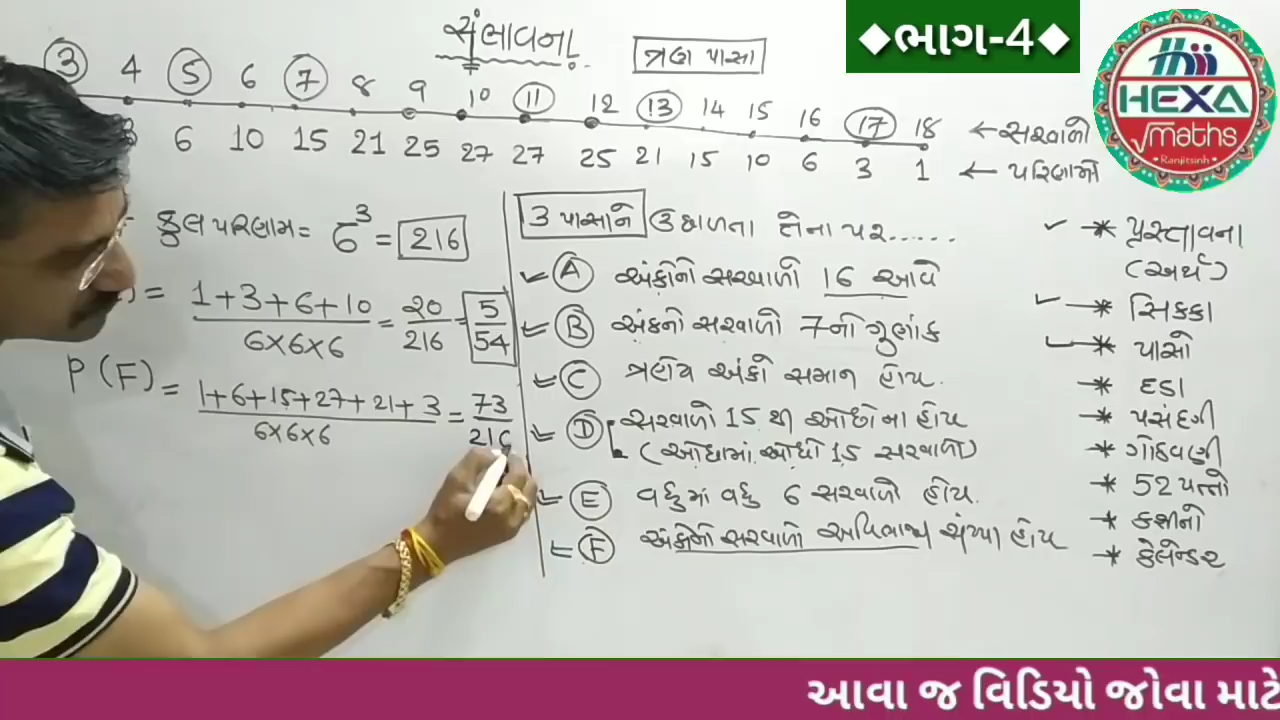 ◆ભાગ-4◆
HEXA
√maths
Ranjitsinh
સંભાવના
ત્રણ પાસા
3 4 5 6 7 8 9 10 11 12 13 14 15 16 17 18 ← સરવાળો
3 6 10 15 21 25 27 27 25 21 15 10 6 3 1 ← પરિણામો
કુલ પરિણામ = 6³ = 216
= 1+3+6+10 / 6×6×6 = 20/216 = 5/54
P(F) = 1+6+15+27+21+3 / 6×6×6 = 73/216
3 પાસાને ઉછાળતા તેના પર......
✓ A અંકોનો સરવાળો 16 આવે
✓ B અંકનો સરવાળો 7નો ગુણાંક
✓ C ત્રણેય અંકો સમાન હોય.
✓ D સરવાળો 15 થી ઓછો ના હોય
(ઓછામાં ઓછો 15 સરવાળો)
✓ E વધુમાં વધુ 6 સરવાળો હોય.
F અંકોનો સરવાળો અવિભાજ્ય સંખ્યા હોય
✓ * પ્રસ્તાવના
(અર્થ)
✓ * સિક્કા
✓ * પાસો
* દડા
* પસંદગી
* ગોઠવણી
* 52 પત્તો
* કશીનો
* કેલેન્ડર
આવા જ વિડિયો જોવા માટે